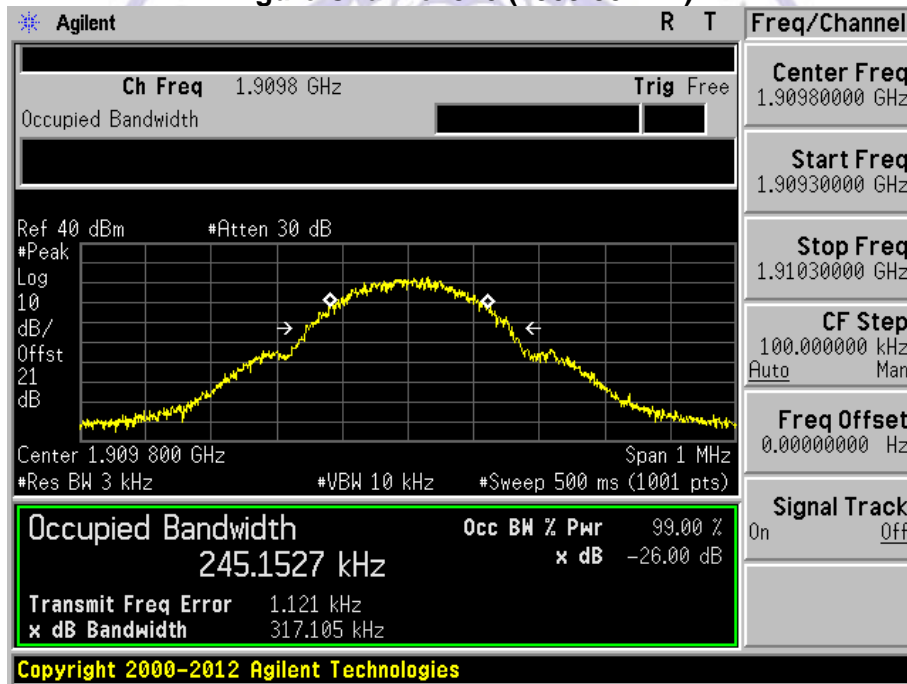 Agilent R T Freq/Channel
Ch Freq 1.9098 GHz Trig Free
Occupied Bandwidth
Center Freq
1.90980000 GHz
Start Freq
1.90930000 GHz
Stop Freq
1.91030000 GHz
CF Step
100.000000 kHz
Auto Man
Freq Offset
0.00000000 Hz
Signal Track
On Off
Ref 40 dBm #Atten 30 dB
#Peak
Log
10
dB/
Offst
21
dB
Center 1.909 800 GHz Span 1 MHz
#Res BW 3 kHz #VBW 10 kHz #Sweep 500 ms (1001 pts)
Occupied Bandwidth Occ BW % Pwr 99.00 %
245.1527 kHz x dB -26.00 dB
Transmit Freq Error 1.121 kHz
x dB Bandwidth 317.105 kHz
Copyright 2000-2012 Agilent Technologies